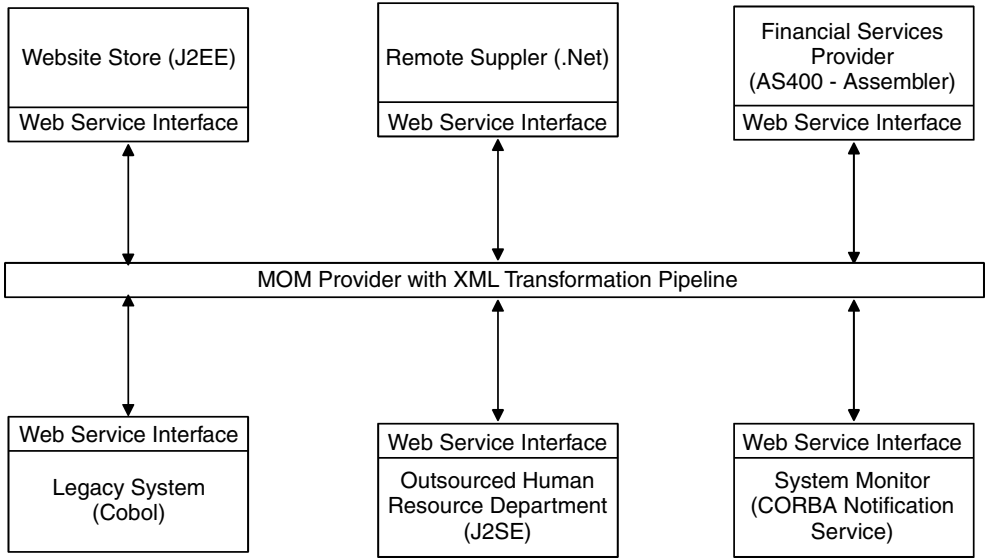 Website Store (J2EE)
Web Service Interface
Remote Suppler (.Net)
Web Service Interface
Financial Services
Provider
(AS400 - Assembler)
Web Service Interface
MOM Provider with XML Transformation Pipeline
Web Service Interface
Legacy System
(Cobol)
Web Service Interface
Outsourced Human
Resource Department
(J2SE)
Web Service Interface
System Monitor
(CORBA Notification
Service)